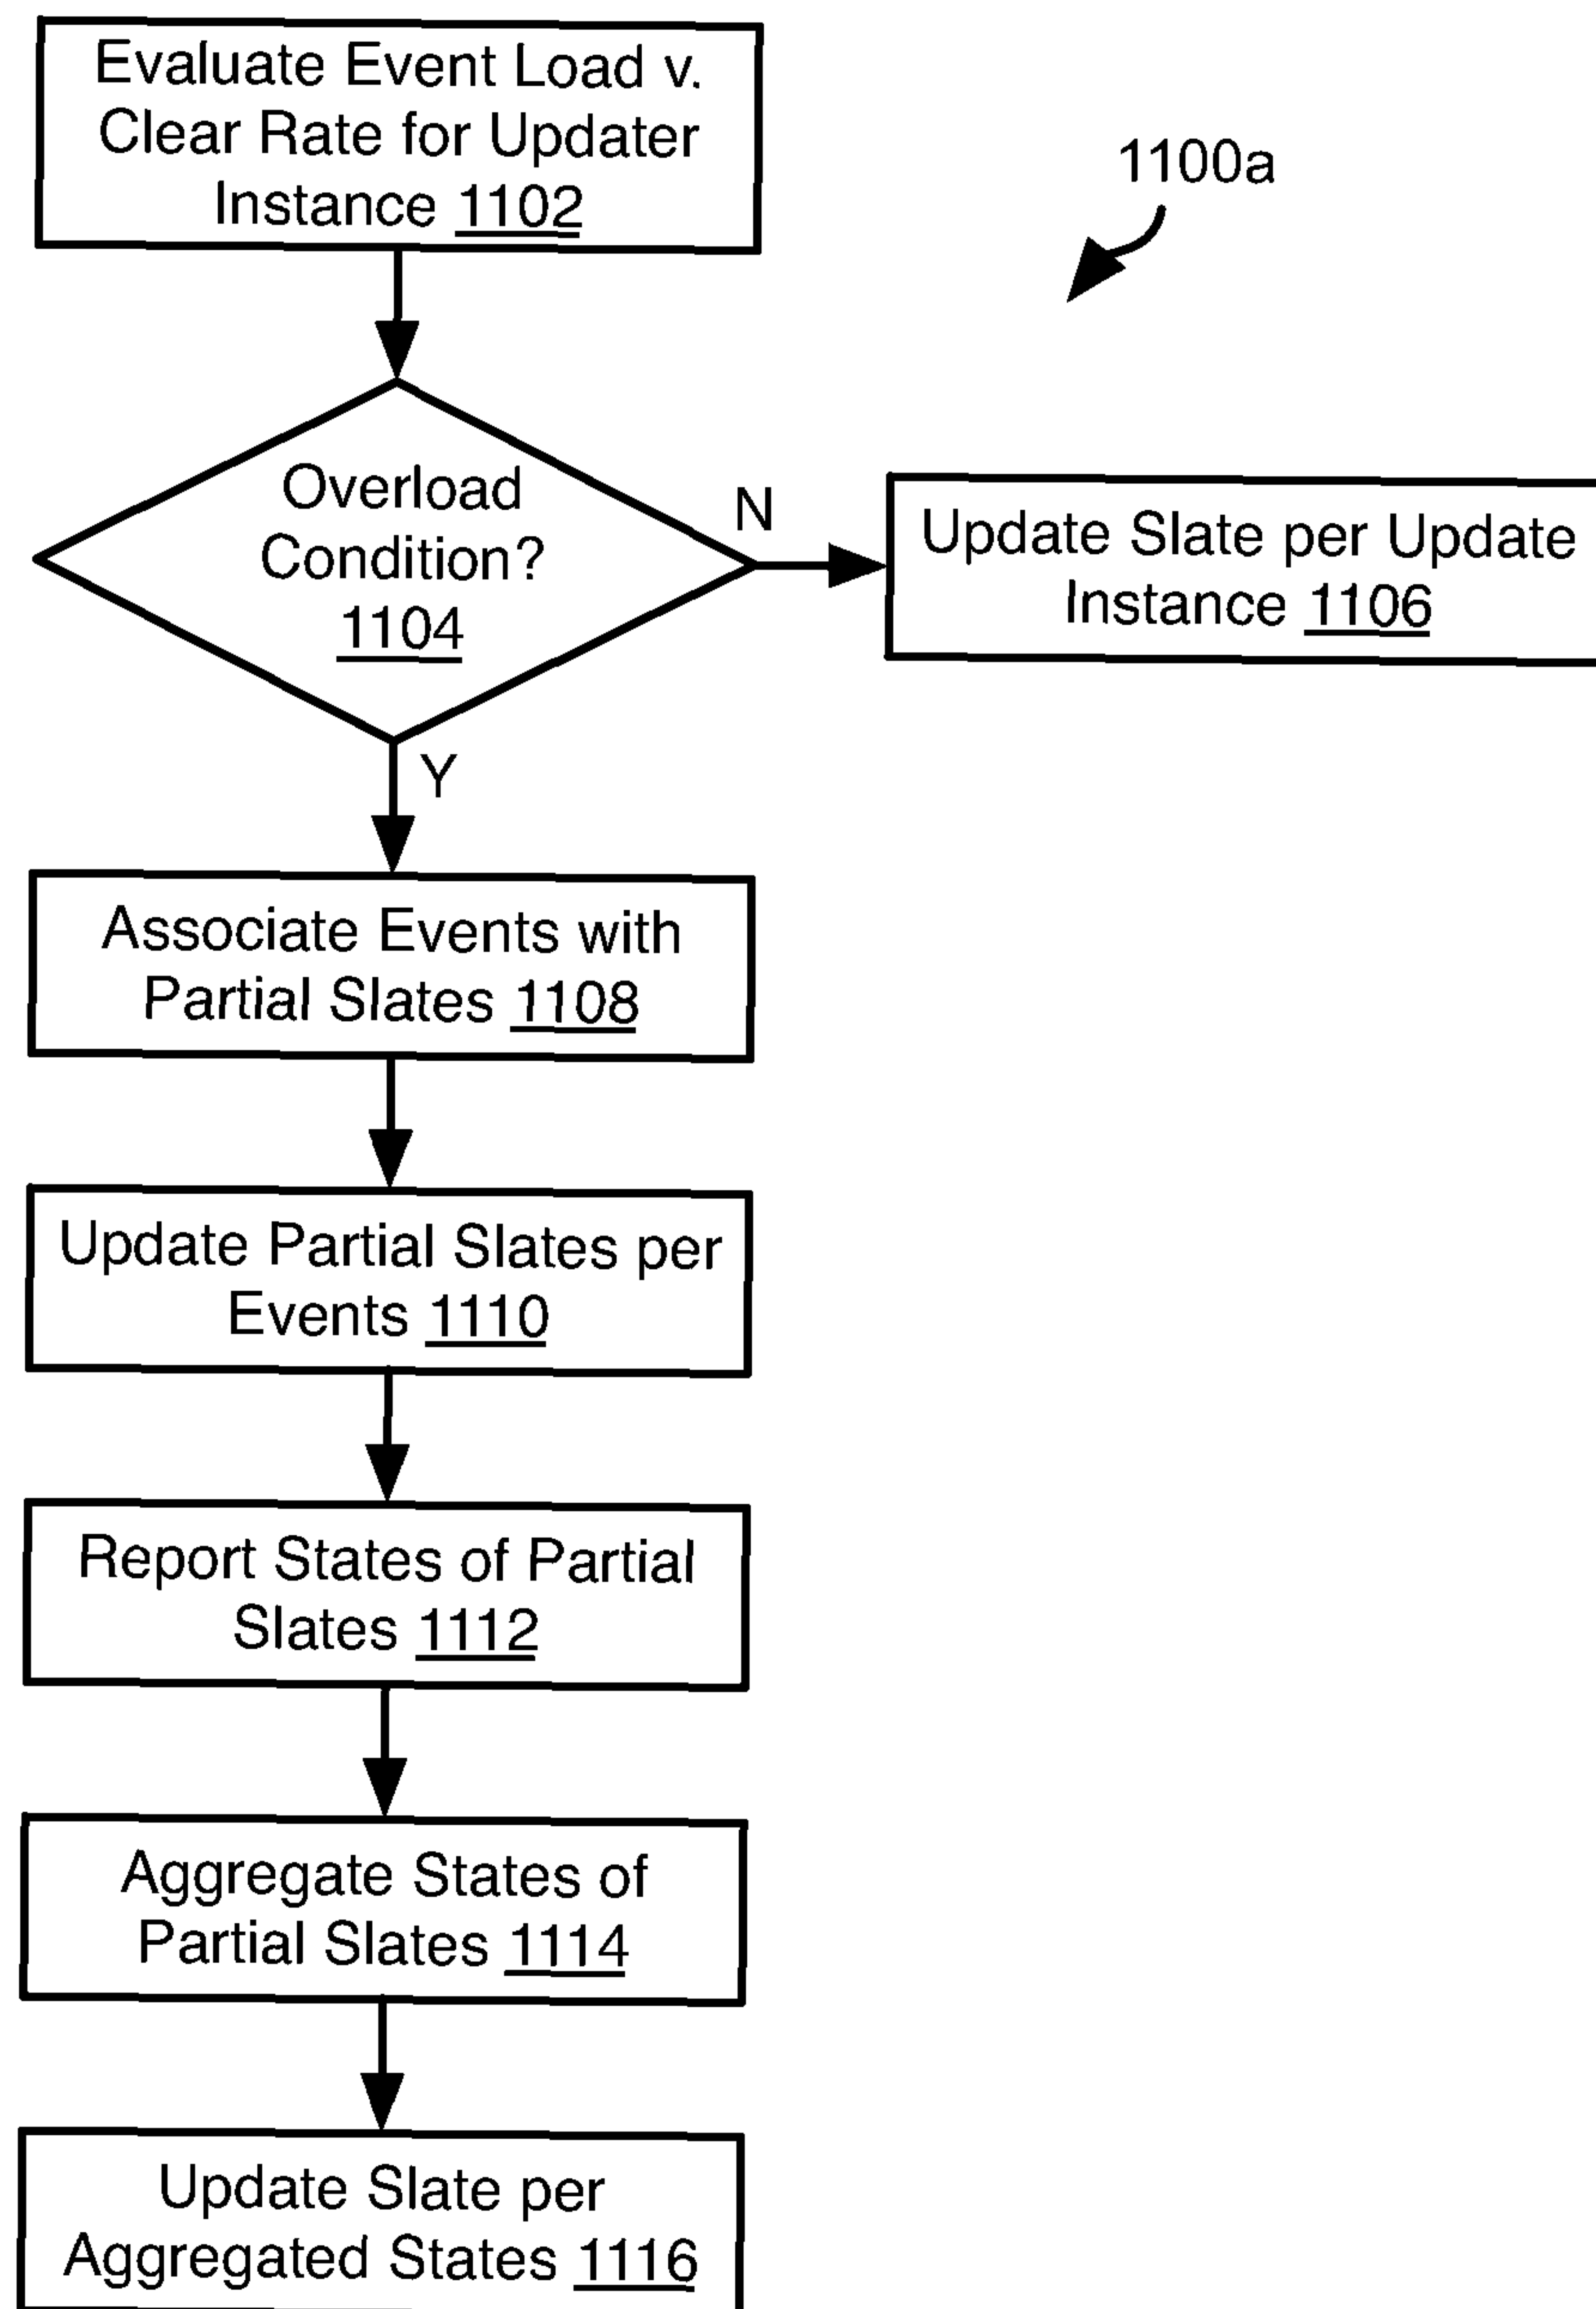 Evaluate Event Load v.
Clear Rate for Updater
Instance 1102
1100a
Overload
Condition?
1104
N
Update Slate per Update
Instance 1106
Y
Associate Events with
Partial Slates 1108
Update Partial Slates per
Events 1110
Report States of Partial
Slates 1112
Aggregate States of
Partial Slates 1114
Update Slate per
Aggregated States 1116